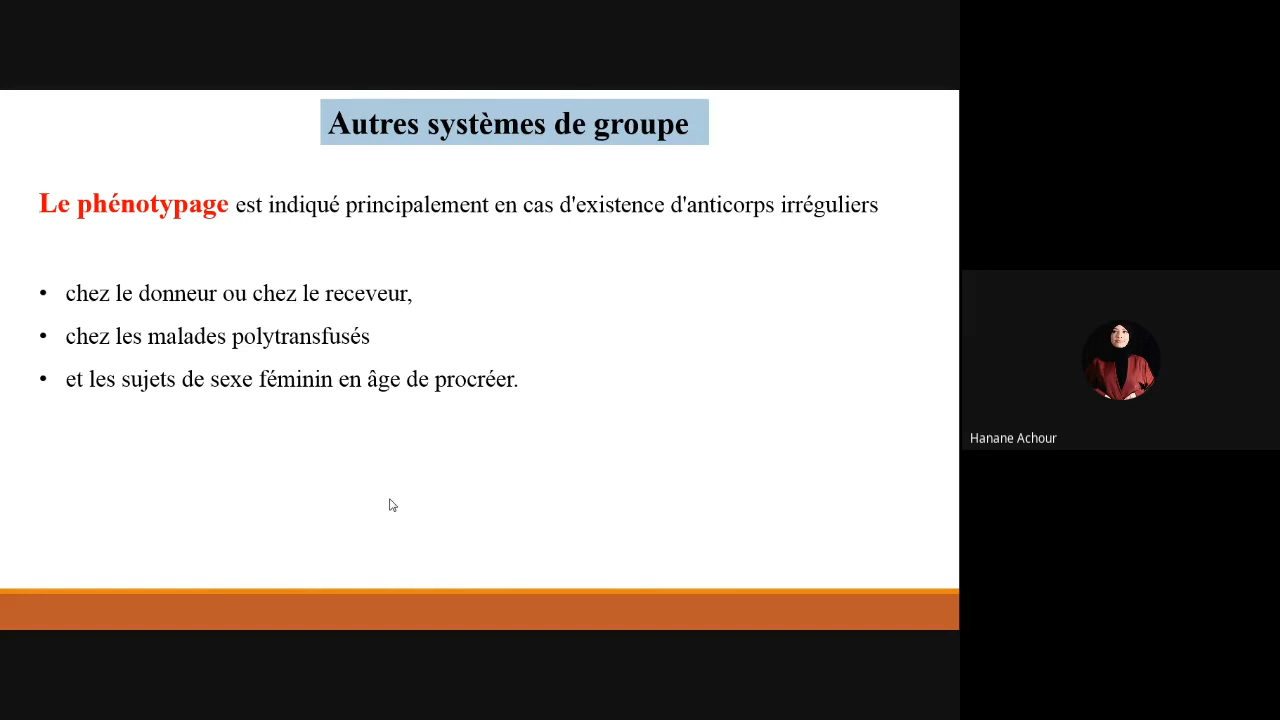 Autres systèmes de groupe
Le phénotypage est indiqué principalement en cas d'existence d'anticorps irréguliers
• chez le donneur ou chez le receveur,
• chez les malades polytransfusés
• et les sujets de sexe féminin en âge de procréer.
Hanane Achour